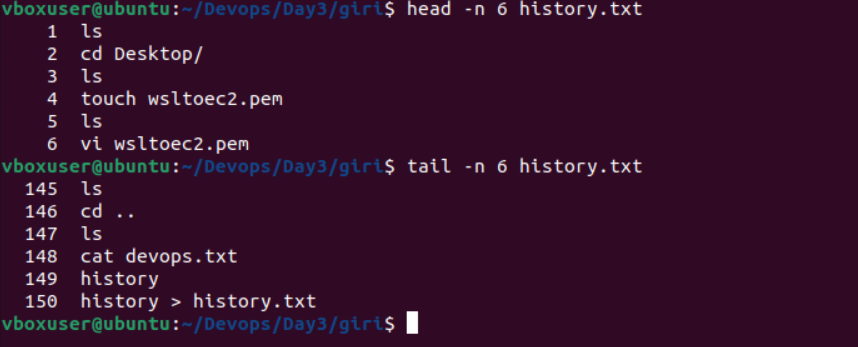 vboxuser@ubuntu:~/Devops/Day3/giri$ head -n 6 history.txt
1 ls
2 cd Desktop/
3 ls
4 touch wsltoec2.pem
5 ls
6 vi wsltoec2.pem
vboxuser@ubuntu:~/Devops/Day3/giri$ tail -n 6 history.txt
145 ls
146 cd ..
147 ls
148 cat devops.txt
149 history
150 history > history.txt
vboxuser@ubuntu:~/Devops/Day3/giri$